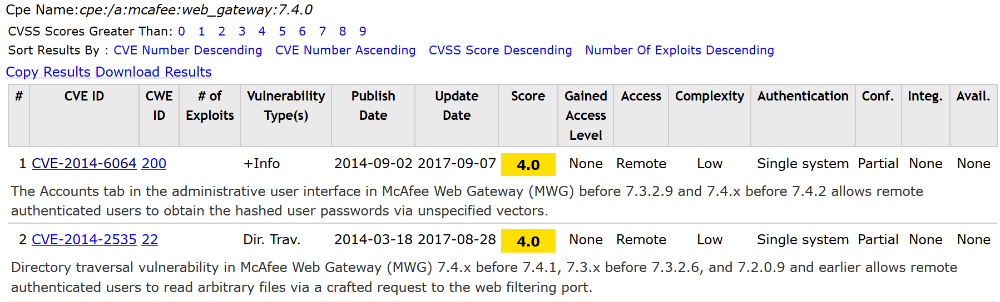 Cpe Name:cpe:/a:mcafee:web_gateway:7.4.0
CVSS Scores Greater Than: 0 1 2 3 4 5 6 7 8 9
Sort Results By : CVE Number Descending CVE Number Ascending CVSS Score Descending Number Of Exploits Descending
Copy Results Download Results
# CVE ID CWE ID # of Exploits Vulnerability Type(s) Publish Date Update Date Score Gained Access Level Access Complexity Authentication Conf. Integ. Avail.
1 CVE-2014-6064 200 +Info 2014-09-02 2017-09-07 4.0 None Remote Low Single system Partial None None
The Accounts tab in the administrative user interface in McAfee Web Gateway (MWG) before 7.3.2.9 and 7.4.x before 7.4.2 allows remote
authenticated users to obtain the hashed user passwords via unspecified vectors.
2 CVE-2014-2535 22 Dir. Trav. 2014-03-18 2017-08-28 4.0 None Remote Low Single system Partial None None
Directory traversal vulnerability in McAfee Web Gateway (MWG) 7.4.x before 7.4.1, 7.3.x before 7.3.2.6, and 7.2.0.9 and earlier allows remote
authenticated users to read arbitrary files via a crafted request to the web filtering port.